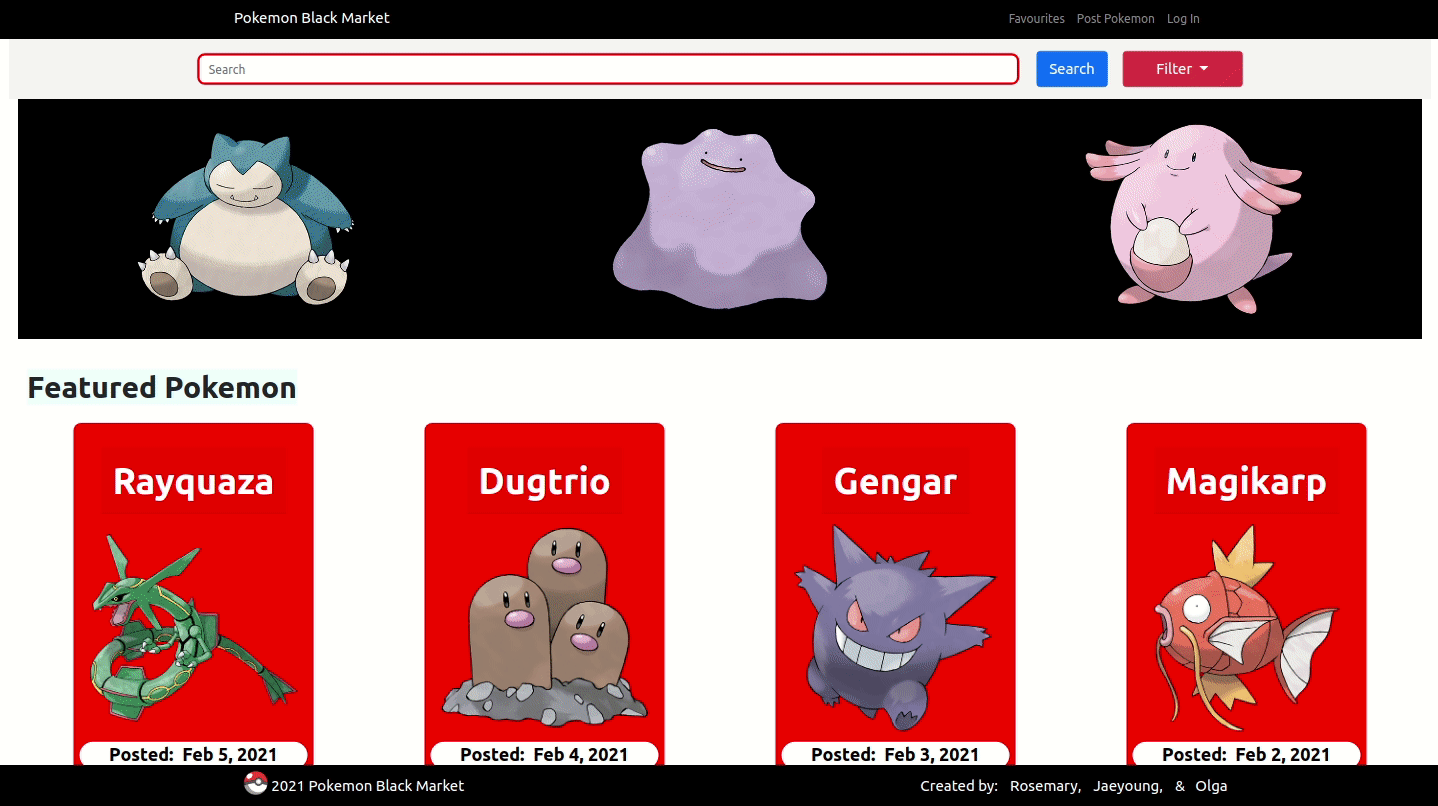 Pokemon Black Market Favourites Post Pokemon Log In
Search Search Filter
Featured Pokemon
Rayquaza Dugtrio Gengar Magikarp
Posted: Feb 5, 2021 Posted: Feb 4, 2021 Posted: Feb 3, 2021 Posted: Feb 2, 2021
2021 Pokemon Black Market Created by: Rosemary, Jaeyoung, & Olga